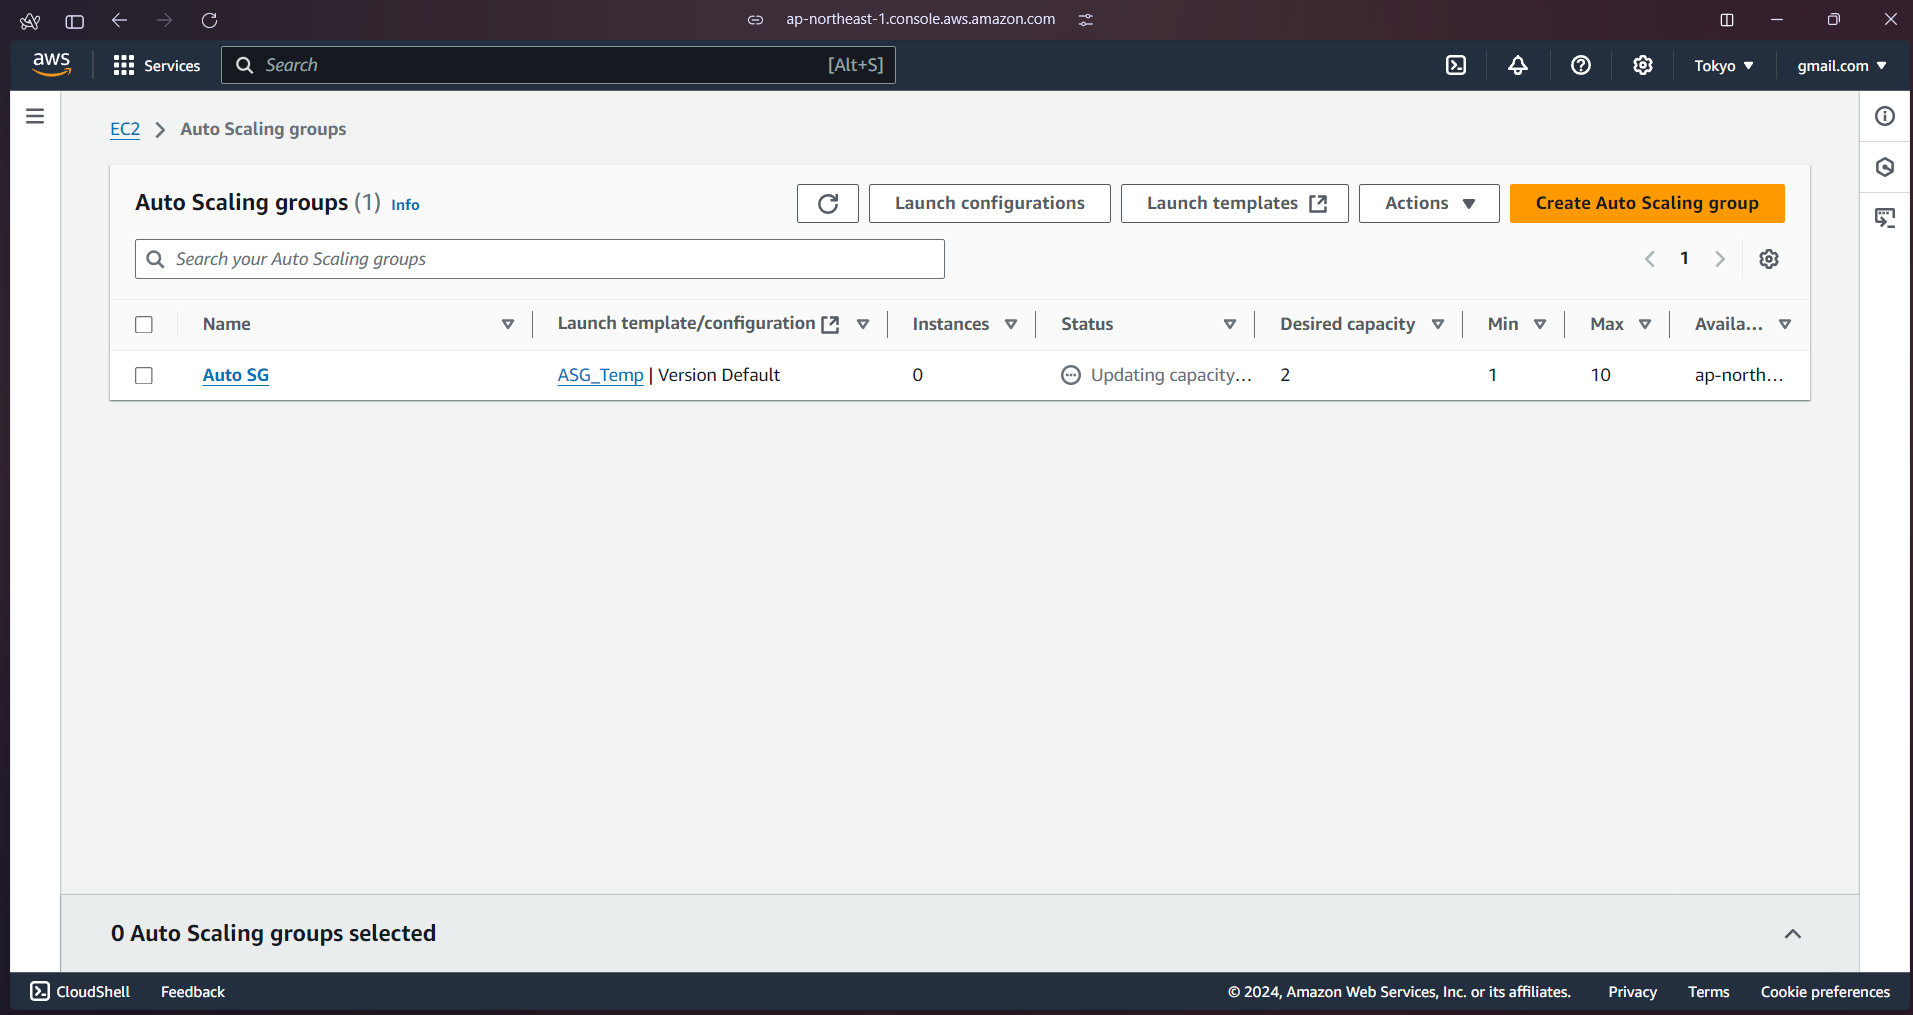 ap-northeast-1.console.aws.amazon.com
aws
Services
Search
[Alt+S]
Tokyo
gmail.com
EC2
Auto Scaling groups
Auto Scaling groups (1)
Info
Launch configurations
Launch templates
Actions
Create Auto Scaling group
Search your Auto Scaling groups
1
Name
Launch template/configuration
Instances
Status
Desired capacity
Min
Max
Availa...
Auto SG
ASG_Temp | Version Default
0
Updating capacity...
2
1
10
ap-north...
0 Auto Scaling groups selected
CloudShell
Feedback
© 2024, Amazon Web Services, Inc. or its affiliates.
Privacy
Terms
Cookie preferences